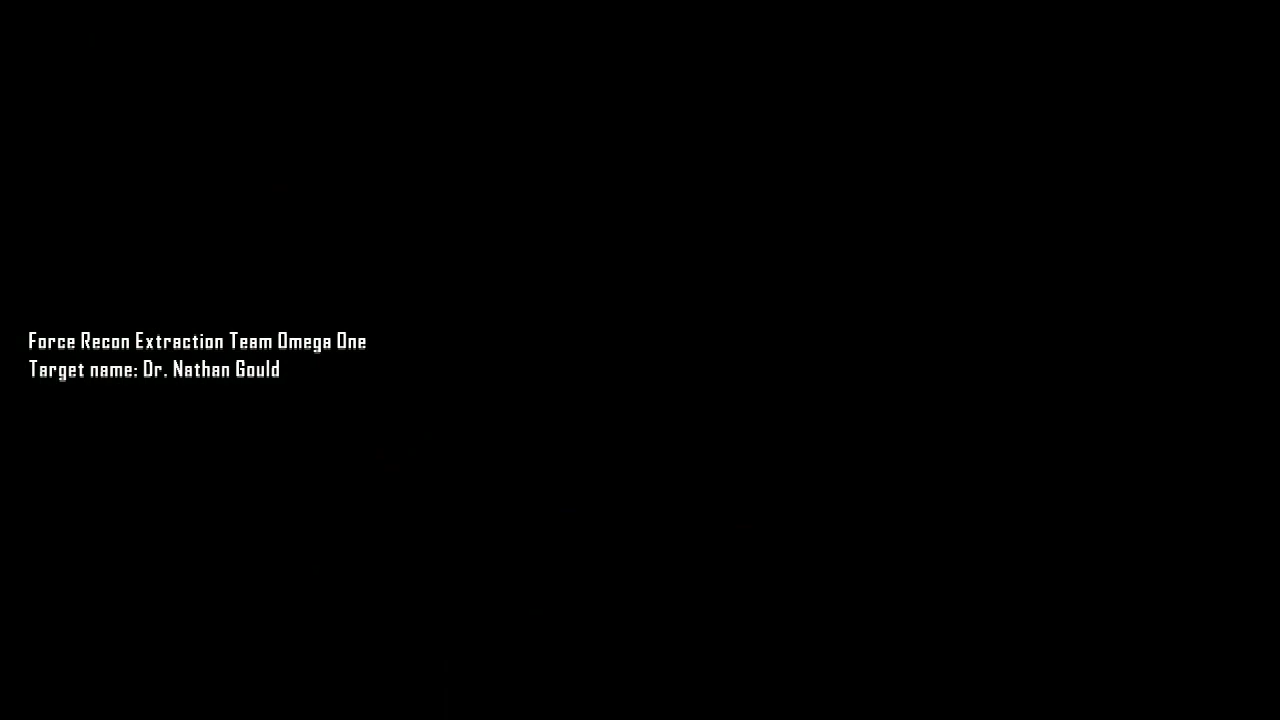 Force Recon Extraction Team Omega One
Target name: Dr. Nathan Gould